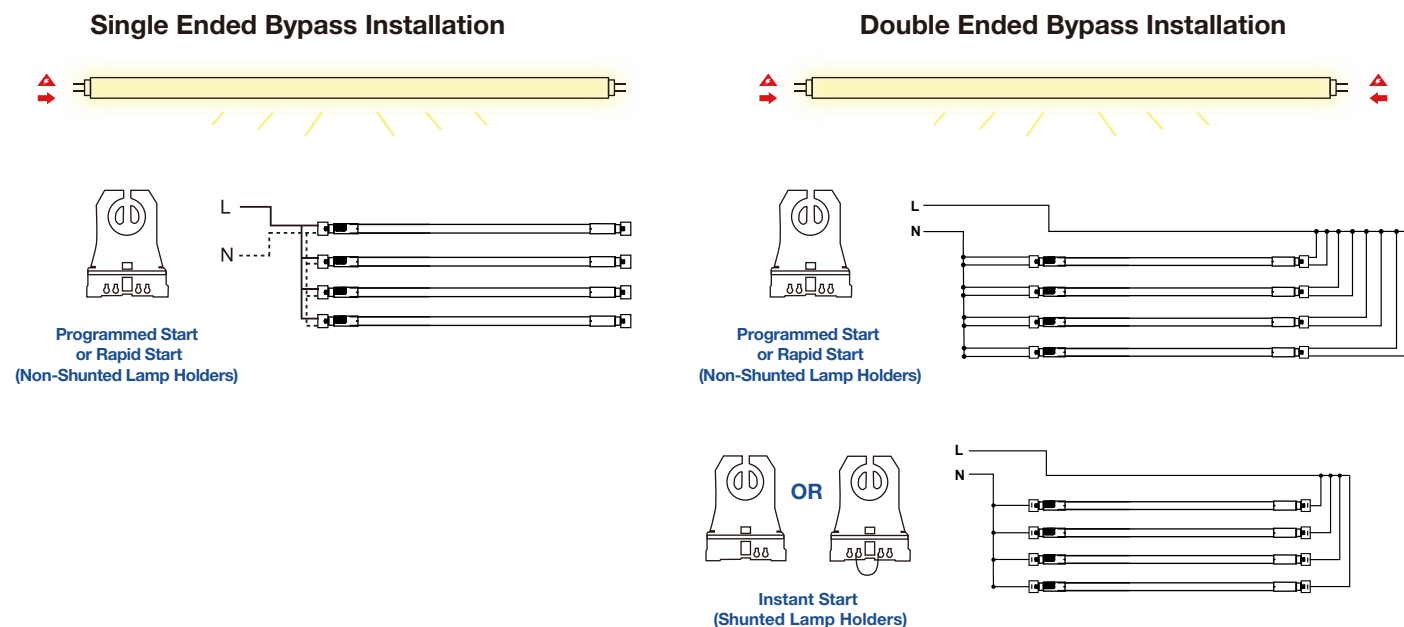 Single Ended Bypass Installation
L
N
Programmed Start
or Rapid Start
(Non-Shunted Lamp Holders)
Double Ended Bypass Installation
L
N
Programmed Start
or Rapid Start
(Non-Shunted Lamp Holders)
OR
L
N
Instant Start
(Shunted Lamp Holders)